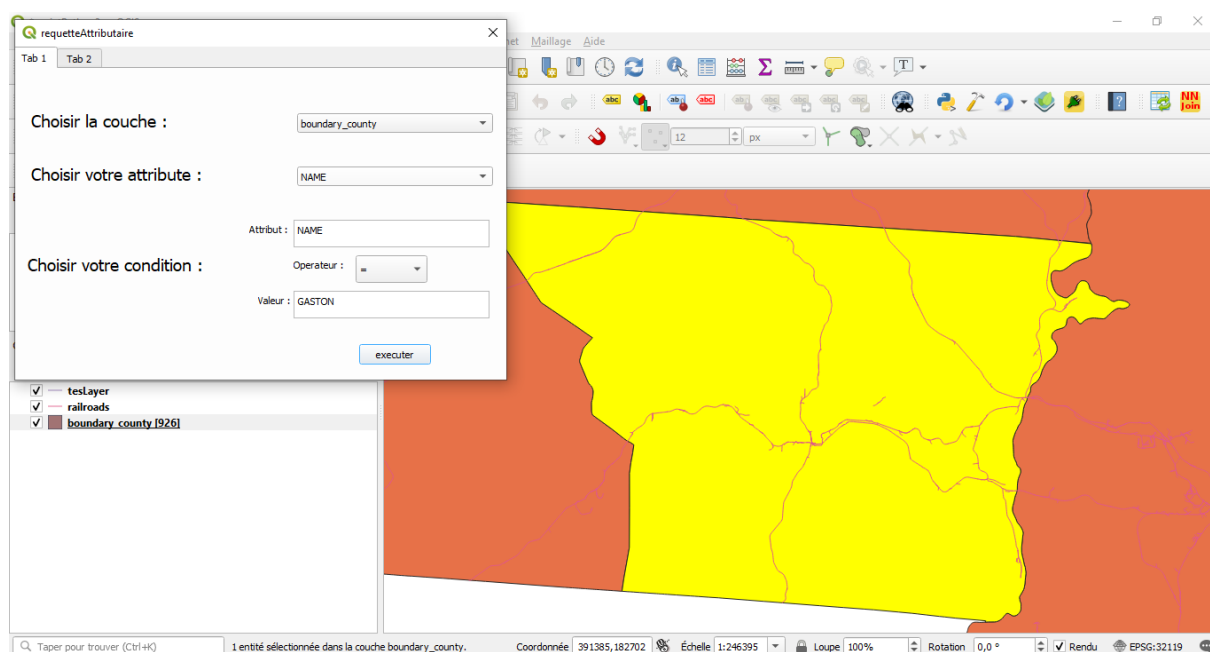 requetteAttributaire
Tab 1 Tab 2
Maillage Aide
Choisir la couche : boundary_county
Choisir votre attribute : NAME
Attribut : NAME
Choisir votre condition : Operateur : =
Valeur : GASTON
executer
abc abc
12 px
NN
Join
tesLayer
railroads
boundary_county [926]
Taper pour trouver (Ctrl+K) 1 entité sélectionnée dans la couche boundary_county. Coordonnée 391385,182702 Échelle 1:246395 Loupe 100% Rotation 0,0 ° Rendu EPSG:32119